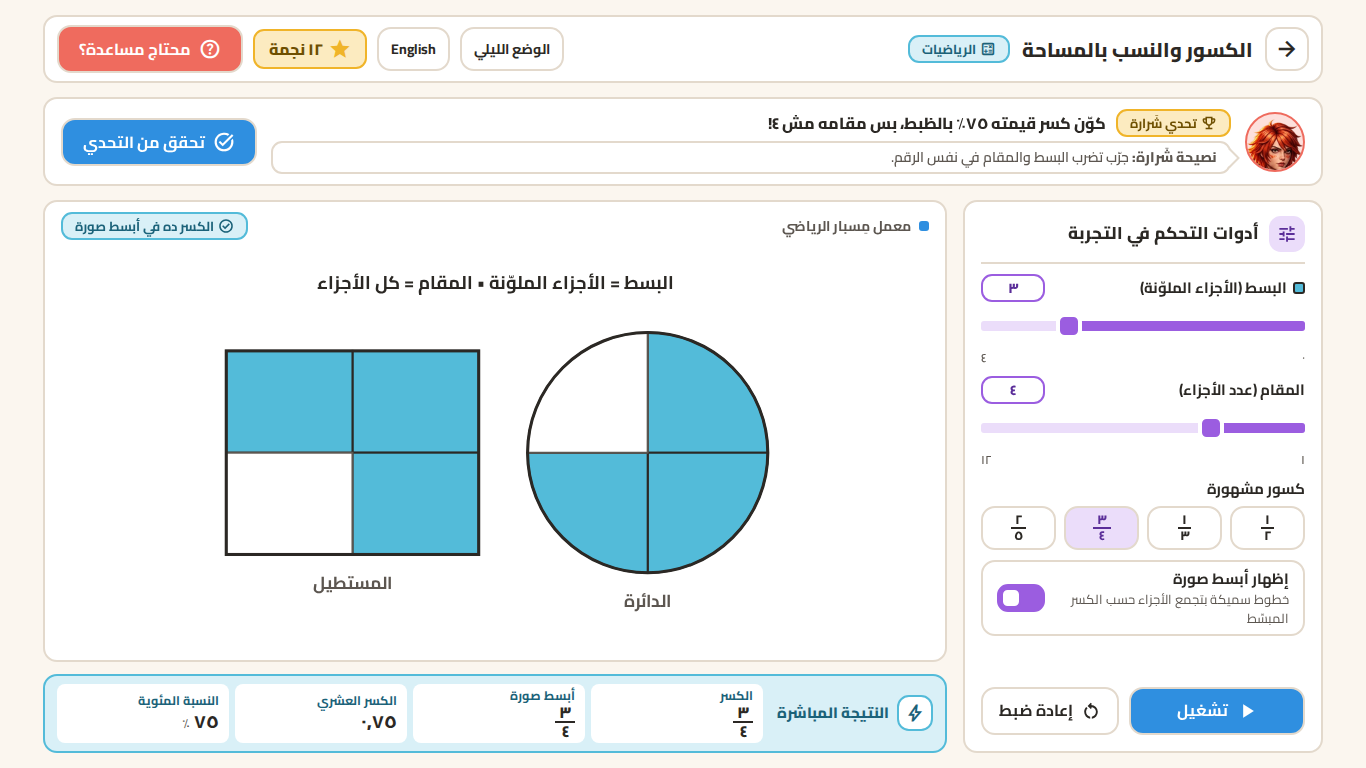 الكسور والنسب بالمساحة
الرياضيات
الوضع الليلي
English
١٢ نجمة
محتاج مساعدة؟
تحدي شرارة
كوّن كسر قيمته ٧٥٪ بالظبط، بس مقامه مش ٤!
نصيحة شرارة: جرّب تضرب البسط والمقام في نفس الرقم.
تحقق من التحدي
أدوات التحكم في التجربة
البسط (الأجزاء الملوّنة)
٣
٠
٤
المقام (عدد الأجزاء)
٤
١
١٢
كسور مشهورة
١
٢
١
٣
٣
٤
٢
٥
إظهار أبسط صورة
خطوط سميكة بتجمع الأجزاء حسب الكسر
المبسّط
تشغيل
إعادة ضبط
معمل مِسبار الرياضي
الكسر ده في أبسط صورة
البسط = الأجزاء الملوّنة ▪ المقام = كل الأجزاء
الدائرة
المستطيل
النتيجة المباشرة
الكسر
٣
٤
أبسط صورة
٣
٤
الكسر العشري
٠,٧٥
النسبة المئوية
٧٥ ٪